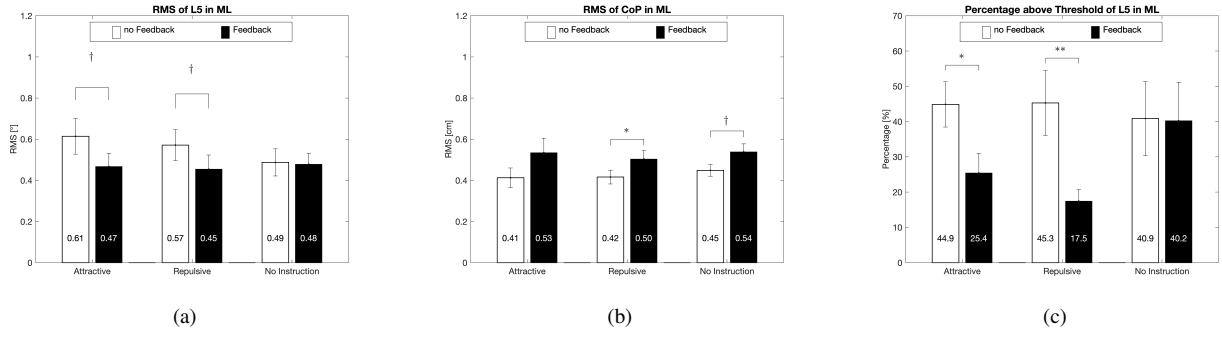 RMS of L5 in ML
no Feedback
Feedback
1.2
1
0.8
0.6
0.4
0.2
0
RMS [°]
†
†
0.61
0.47
0.57
0.45
0.49
0.48
Attractive
Repulsive
No Instruction
(a)
RMS of CoP in ML
no Feedback
Feedback
1.2
1
0.8
0.6
0.4
0.2
0
RMS [cm]
*
†
0.41
0.53
0.42
0.50
0.45
0.54
Attractive
Repulsive
No Instruction
(b)
Percentage above Threshold of L5 in ML
no Feedback
Feedback
70
60
50
40
30
20
10
0
Percentage [%]
*
**
44.9
25.4
45.3
17.5
40.9
40.2
Attractive
Repulsive
No Instruction
(c)